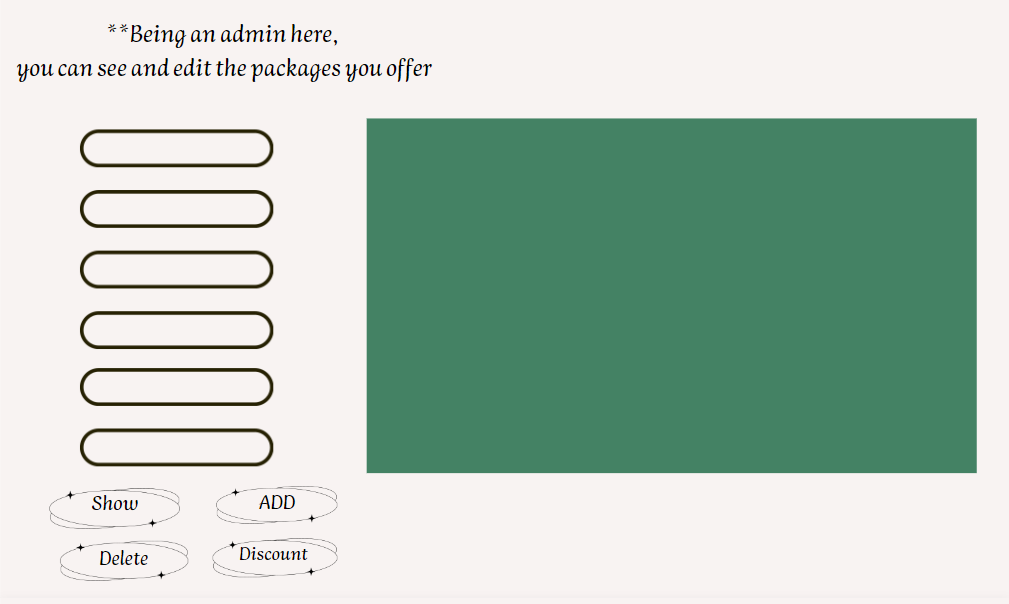 **Being an admin here,
you can see and edit the packages you offer
Show
ADD
Delete
Discount